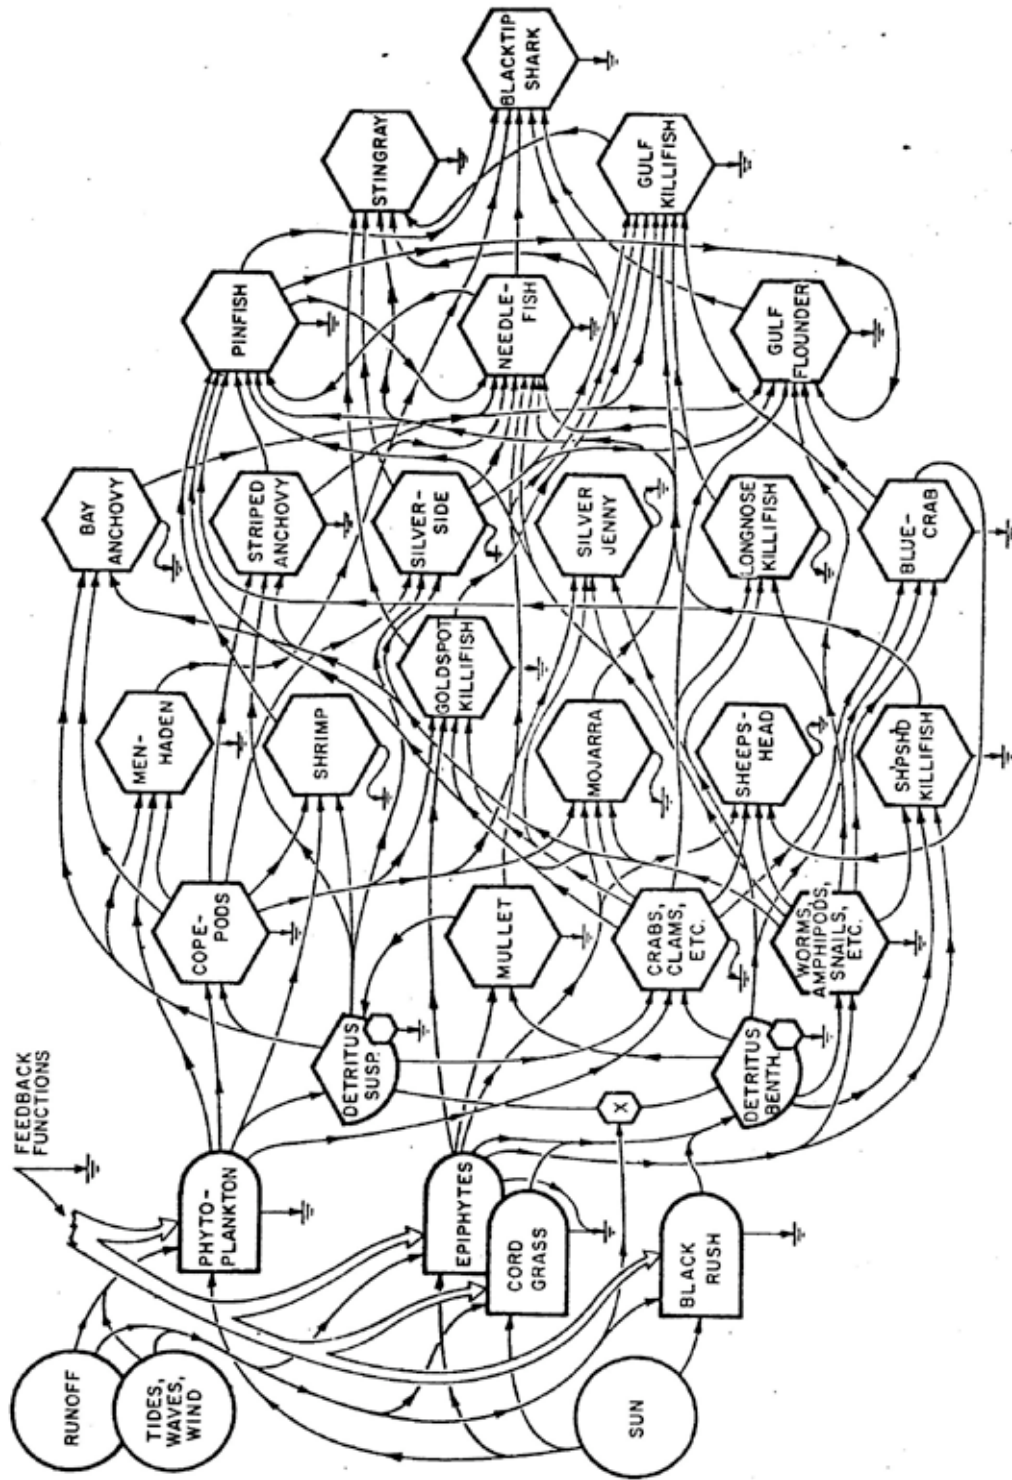 FEEDBACK
FUNCTIONS
RUNOFF
TIDES,
WAVES,
WIND
SUN
PHYTO-
PLANKTON
EPIPHYTES
CORD
GRASS
BLACK
RUSH
DETRITUS
SUSP.
X
DETRITUS
BENTH.
COPE-
PODS
MULLET
CRABS,
CLAMS,
ETC.
WORMS,
AMPHIPODS,
SNAILS,
ETC.
MEN-
HADEN
SHRIMP
GOLDSPOT
KILLIFISH
MOJARRA
SHEEPS-
HEAD
SHPSH'D
KILLIFISH
BAY
ANCHOVY
STRIPED
ANCHOVY
SILVER-
SIDE
SILVER
JENNY
LONGNOSE
KILLIFISH
BLUE-
CRAB
PINFISH
NEEDLE-
FISH
GULF
FLOUNDER
STINGRAY
GULF
KILLIFISH
BLACKTIP
SHARK